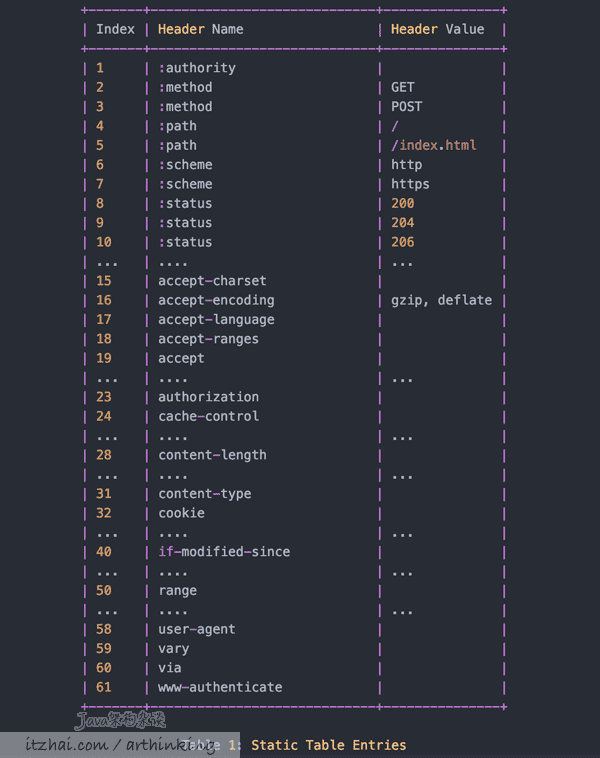 +-------+-----------------------------+---------------+
| Index | Header Name                 | Header Value  |
+-------+-----------------------------+---------------+
| 1     | :authority                  |               |
| 2     | :method                     | GET           |
| 3     | :method                     | POST          |
| 4     | :path                       | /             |
| 5     | :path                       | /index.html   |
| 6     | :scheme                     | http          |
| 7     | :scheme                     | https         |
| 8     | :status                     | 200           |
| 9     | :status                     | 204           |
| 10    | :status                     | 206           |
| ...   | ....                        | ...           |
| 15    | accept-charset              |               |
| 16    | accept-encoding             | gzip, deflate |
| 17    | accept-language             |               |
| 18    | accept-ranges               |               |
| 19    | accept                      |               |
| ...   | ....                        | ...           |
| 23    | authorization               |               |
| 24    | cache-control               |               |
| ...   | ....                        | ...           |
| 28    | content-length              |               |
| ...   | ....                        | ...           |
| 31    | content-type                |               |
| 32    | cookie                      |               |
| ...   | ....                        | ...           |
| 40    | if-modified-since           |               |
| ...   | ....                        | ...           |
| 50    | range                       |               |
| ...   | ....                        | ...           |
| 58    | user-agent                  |               |
| 59    | vary                        |               |
| 60    | via                         |               |
| 61    | www-authenticate            |               |
+-------+-----------------------------+---------------+
Java架构杂谈
itzhai.com / arthinking
Table 1: Static Table Entries